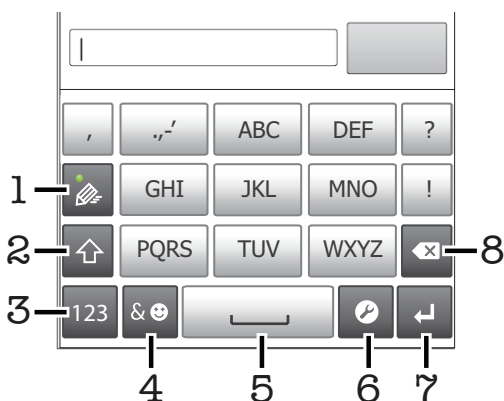 , .,-’ ABC DEF ?
1 GHI JKL MNO !
2 PQRS TUV WXYZ 8
3 123 &
4 5 6 7